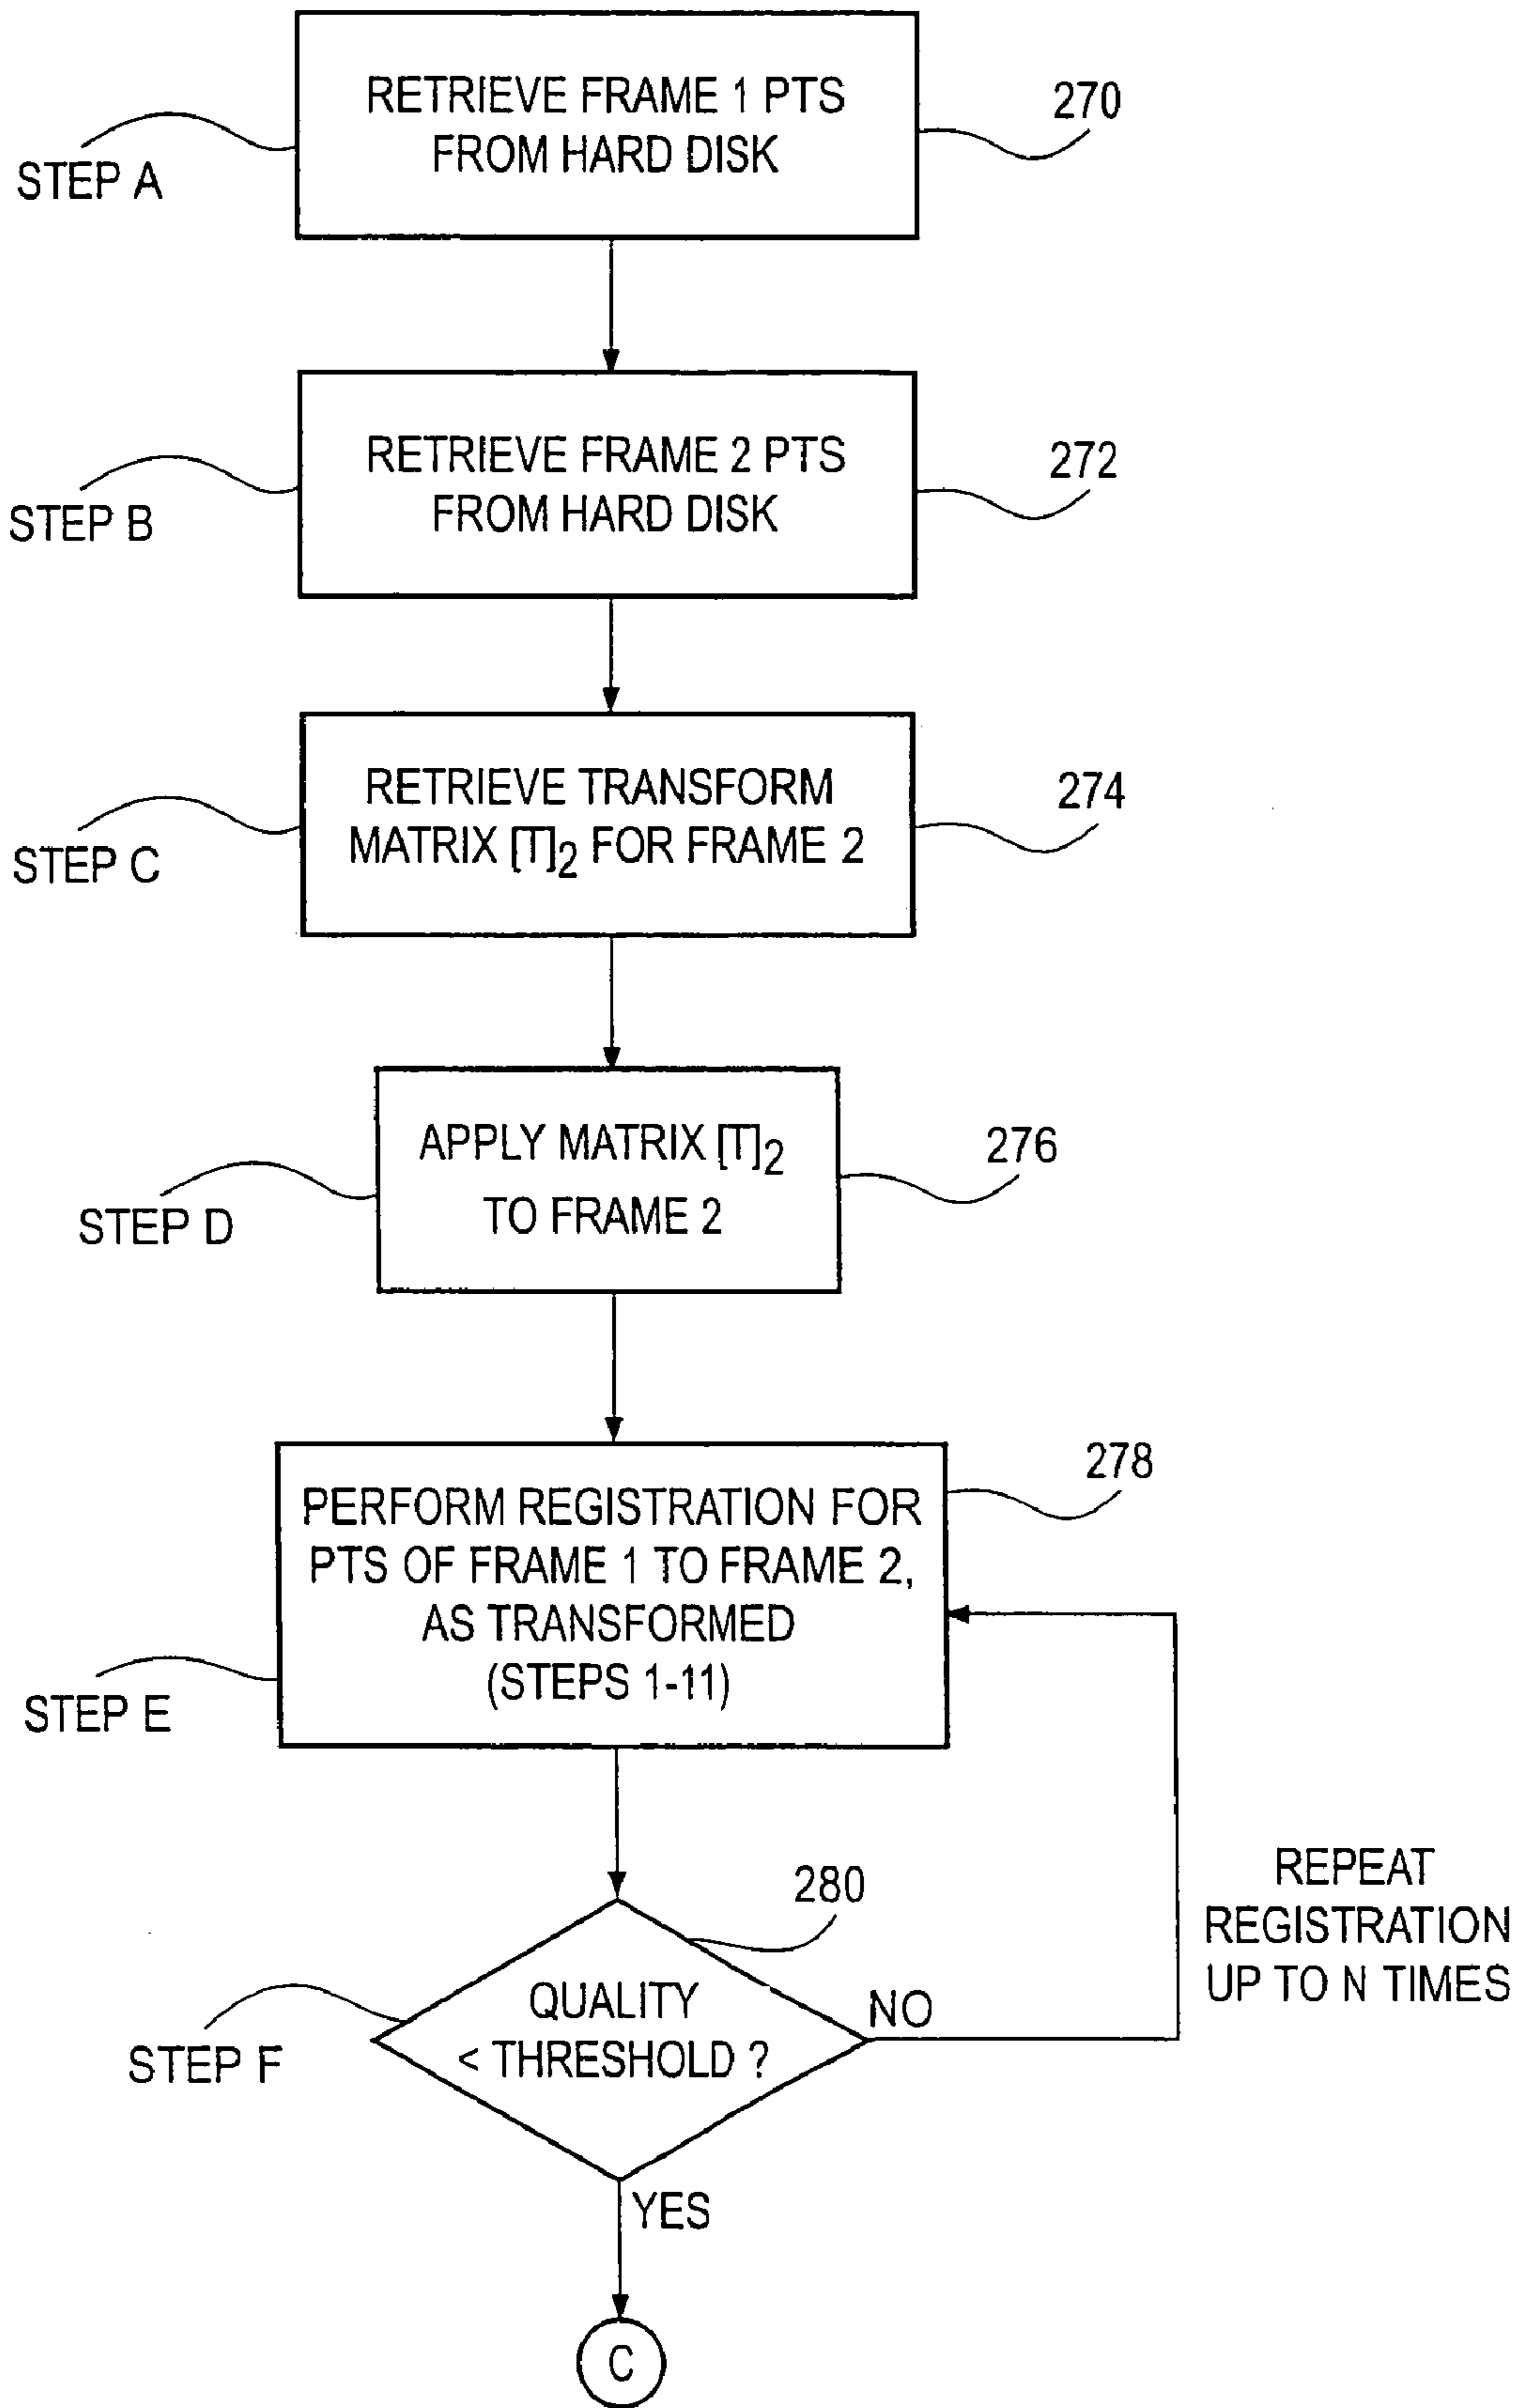 RETRIEVE FRAME 1 PTS
FROM HARD DISK
270
STEP A
RETRIEVE FRAME 2 PTS
FROM HARD DISK
272
STEP B
RETRIEVE TRANSFORM
MATRIX [T]2 FOR FRAME 2
274
STEP C
APPLY MATRIX [T]2
TO FRAME 2
276
STEP D
PERFORM REGISTRATION FOR
PTS OF FRAME 1 TO FRAME 2,
AS TRANSFORMED
(STEPS 1-11)
278
STEP E
280
QUALITY
< THRESHOLD ?
STEP F
NO
REPEAT
REGISTRATION
UP TO N TIMES
YES
C